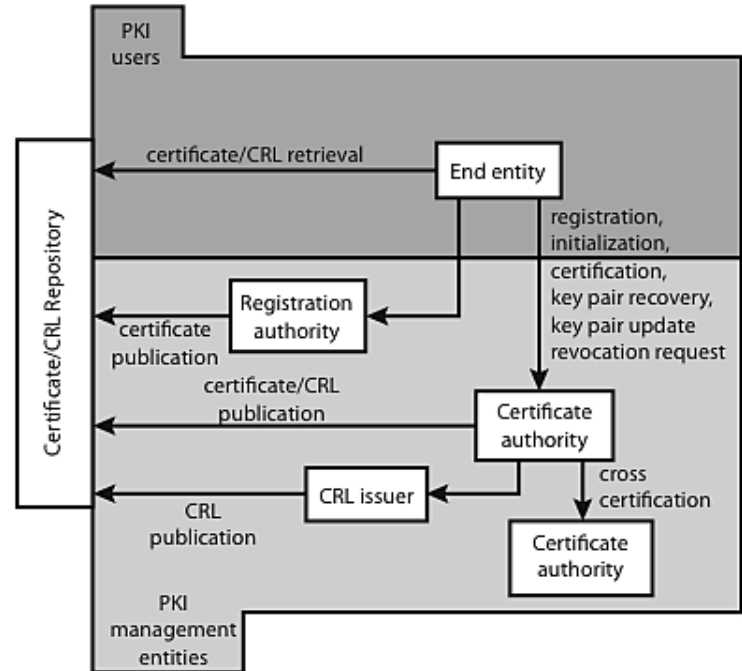 PKI
users
certificate/CRL retrieval
End entity
registration,
initialization,
certification,
key pair recovery,
key pair update
revocation request
Certificate/CRL Repository
Registration
authority
certificate
publication
certificate/CRL
publication
Certificate
authority
CRL issuer
cross
certification
CRL
publication
Certificate
authority
PKI
management
entities